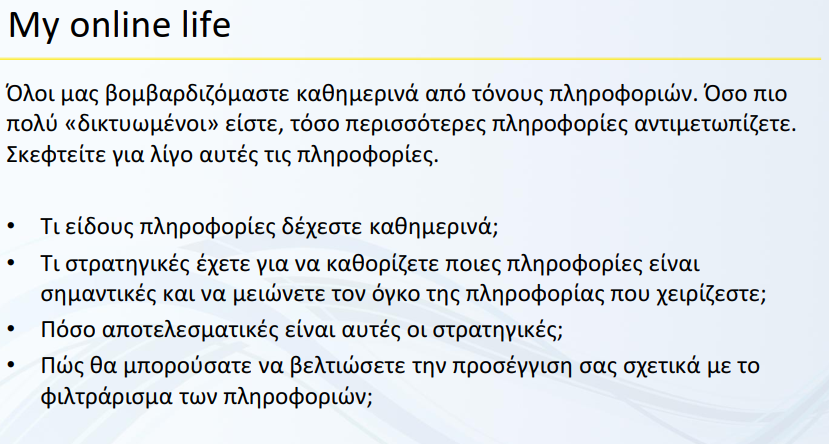 My online life
Όλοι μας βομβαρδιζόμαστε καθημερινά από τόνους πληροφοριών. Όσο πιο
πολύ «δικτυωμένοι» είστε, τόσο περισσότερες πληροφορίες αντιμετωπίζετε.
Σκεφτείτε για λίγο αυτές τις πληροφορίες.
• Τι είδους πληροφορίες δέχεστε καθημερινά;
• Τι στρατηγικές έχετε για να καθορίζετε ποιες πληροφορίες είναι
σημαντικές και να μειώνετε τον όγκο της πληροφορίας που χειρίζεστε;
• Πόσο αποτελεσματικές είναι αυτές οι στρατηγικές;
• Πώς θα μπορούσατε να βελτιώσετε την προσέγγιση σας σχετικά με το
φιλτράρισμα των πληροφοριών;